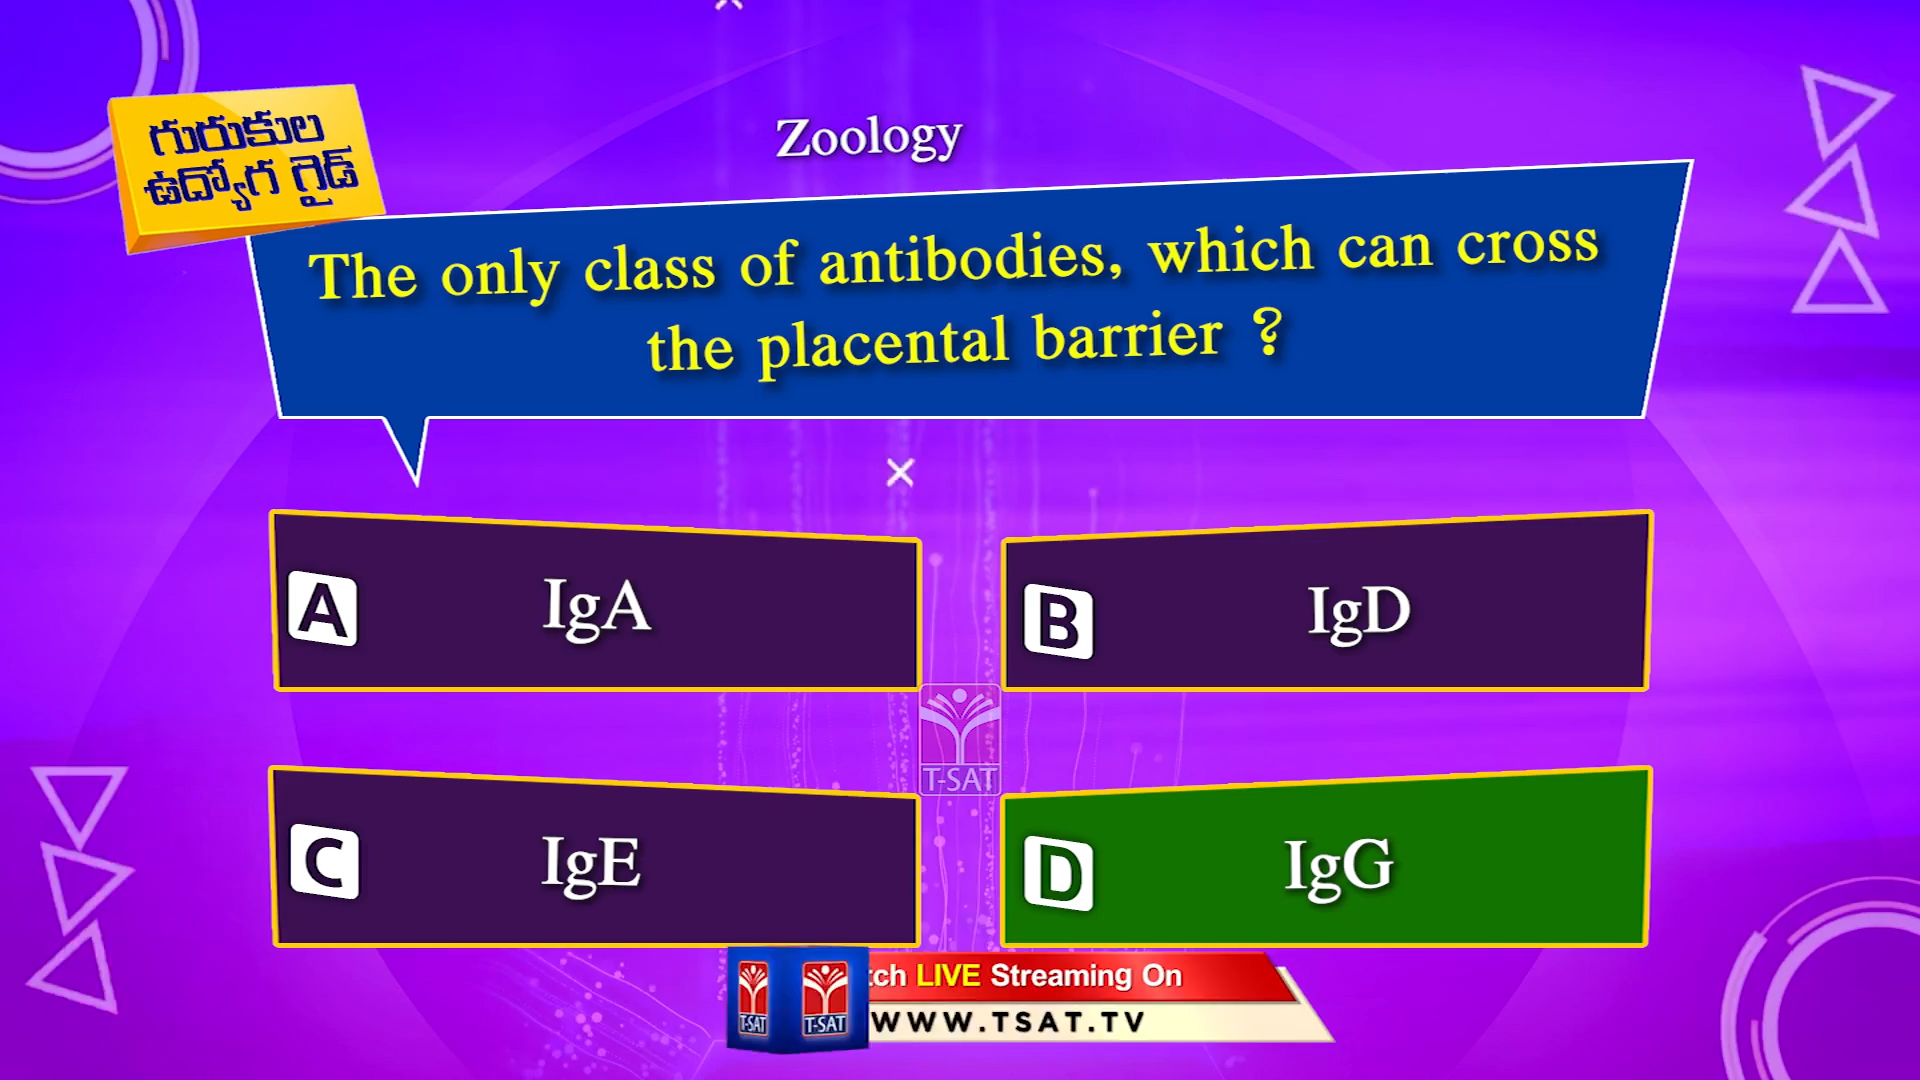 గురుకుల
ఉద్యోగ గైడ్
Zoology
The only class of antibodies, which can cross
the placental barrier ?
A IgA
B IgD
T-SAT
C IgE
D IgG
LIVE Streaming On
T-SAT T-SAT
WWW.TSAT.TV